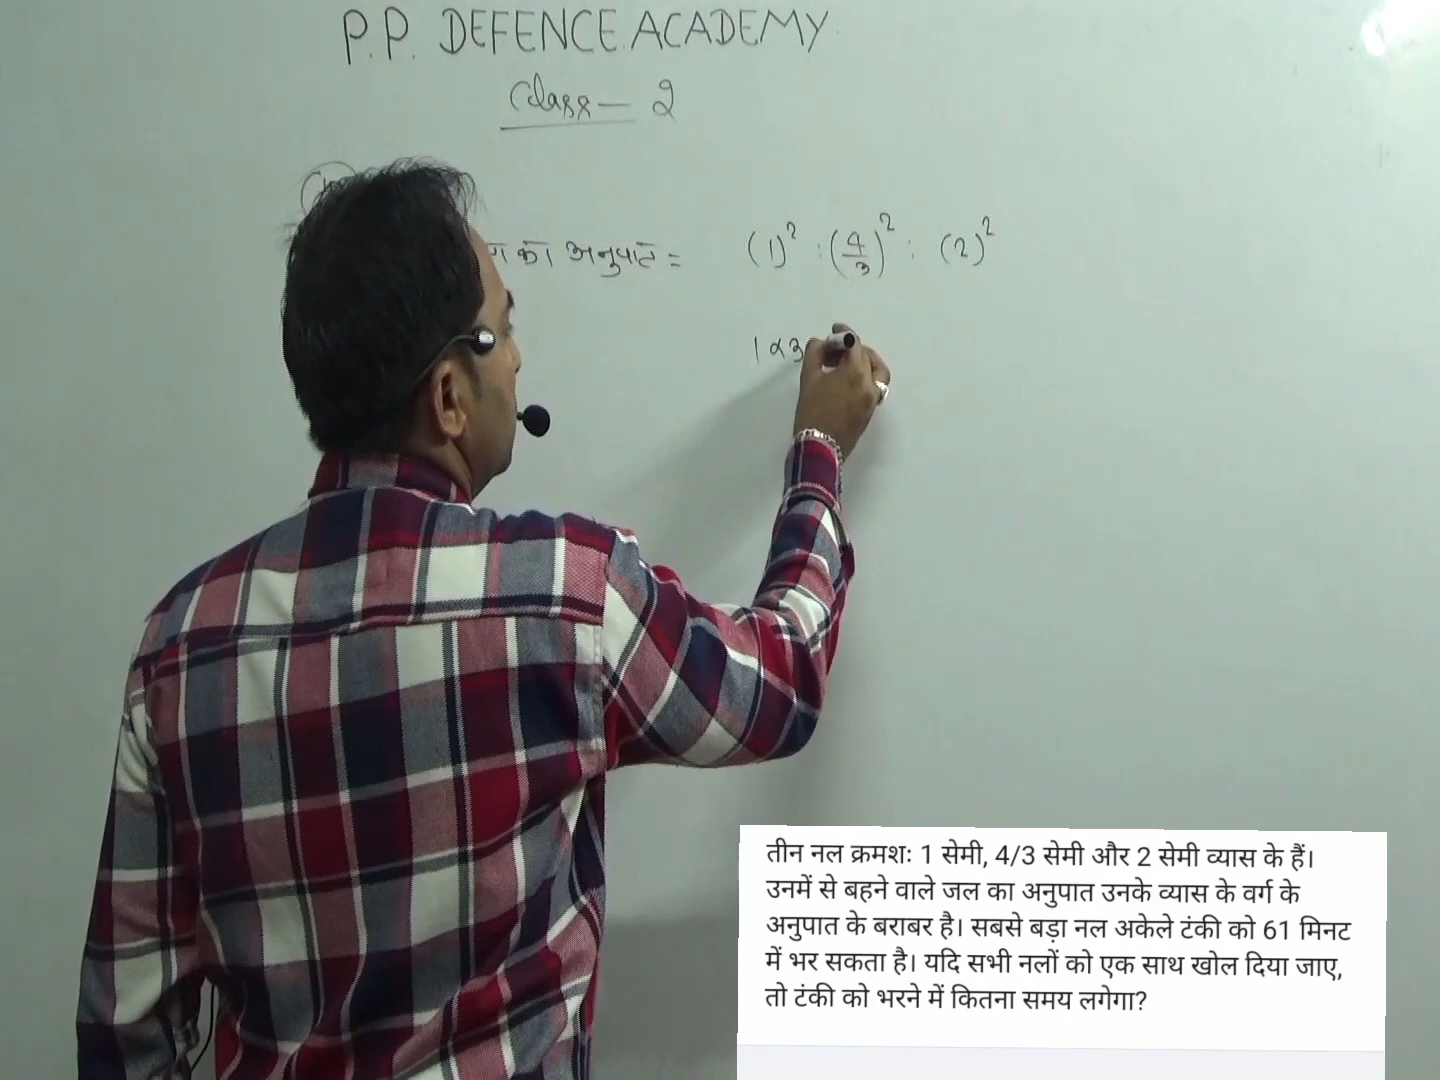 P.P. DEFENCE ACADEMY
Class - 2
का अनुपात = (1)² : (4/3)² : (2)²
1×3
तीन नल क्रमशः 1 सेमी, 4/3 सेमी और 2 सेमी व्यास के हैं।
उनमें से बहने वाले जल का अनुपात उनके व्यास के वर्ग के
अनुपात के बराबर है। सबसे बड़ा नल अकेले टंकी को 61 मिनट
में भर सकता है। यदि सभी नलों को एक साथ खोल दिया जाए,
तो टंकी को भरने में कितना समय लगेगा?